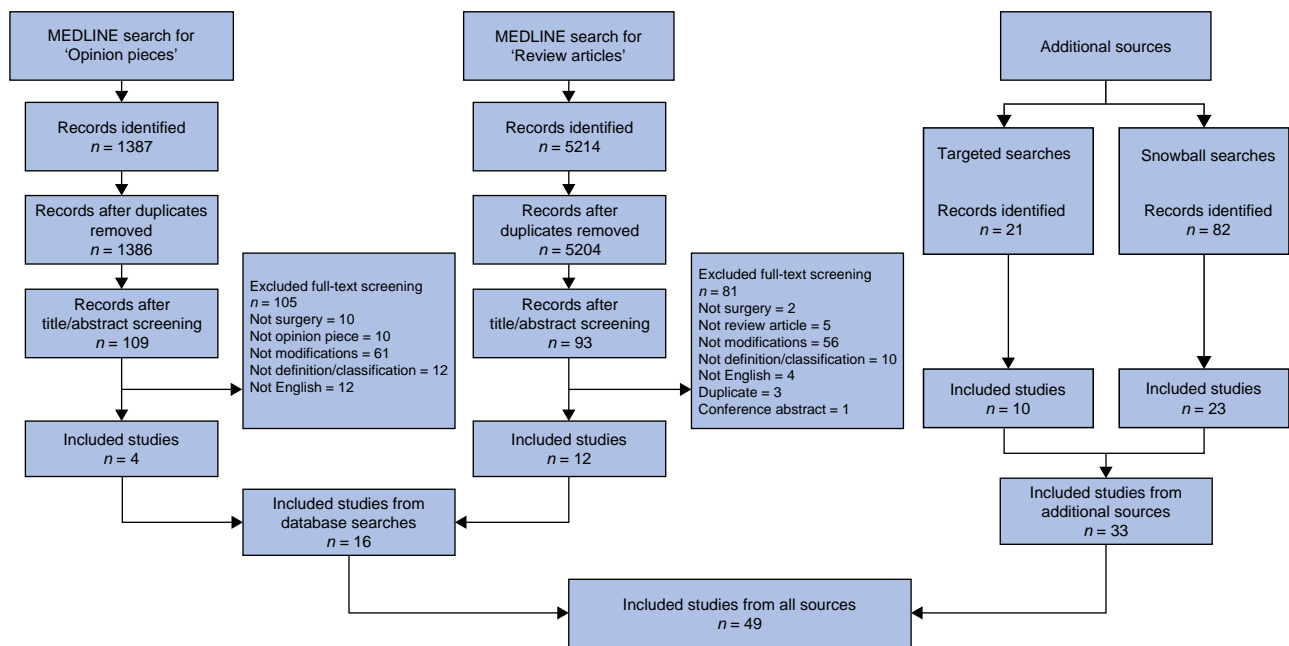 MEDLINE search for
‘Opinion pieces’
Records identified
n = 1387
Records after duplicates
removed
n = 1386
Records after
title/abstract screening
n = 109
Excluded full-text screening
n = 105
Not surgery = 10
Not opinion piece = 10
Not modifications = 61
Not definition/classification = 12
Not English = 12
Included studies
n = 4
MEDLINE search for
‘Review articles’
Records identified
n = 5214
Records after
duplicates removed
n = 5204
Records after
title/abstract screening
n = 93
Excluded full-text screening
n = 81
Not surgery = 2
Not review article = 5
Not modifications = 56
Not definition/classification = 10
Not English = 4
Duplicate = 3
Conference abstract = 1
Included studies
n = 12
Included studies from
database searches
n = 16
Additional sources
Targeted searches
Records identified
n = 21
Snowball searches
Records identified
n = 82
Included studies
n = 10
Included studies
n = 23
Included studies from
additional sources
n = 33
Included studies from all sources
n = 49